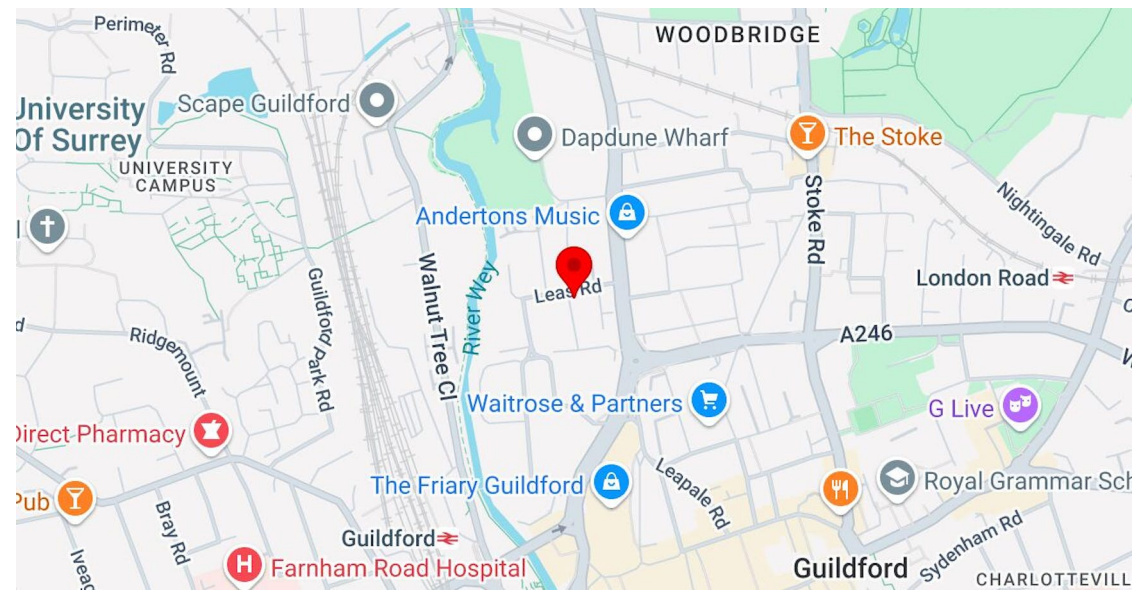 Perimeter Rd
WOODBRIDGE
University
Of Surrey
Scape Guildford
Dapdune Wharf
The Stoke
UNIVERSITY
CAMPUS
Andertons Music
Stoke Rd
Nightingale Rd
Walnut Tree Cl
River Wey
Leas Rd
London Road
Guildford Park Rd
Ridgemount
A246
Waitrose & Partners
G Live
Direct Pharmacy
The Friary Guildford
Leapale Rd
Royal Grammar Sch
Pub
Bray Rd
Guildford
Sydenham Rd
Iveag
H
Farnham Road Hospital
Guildford
CHARLOTTEVILL